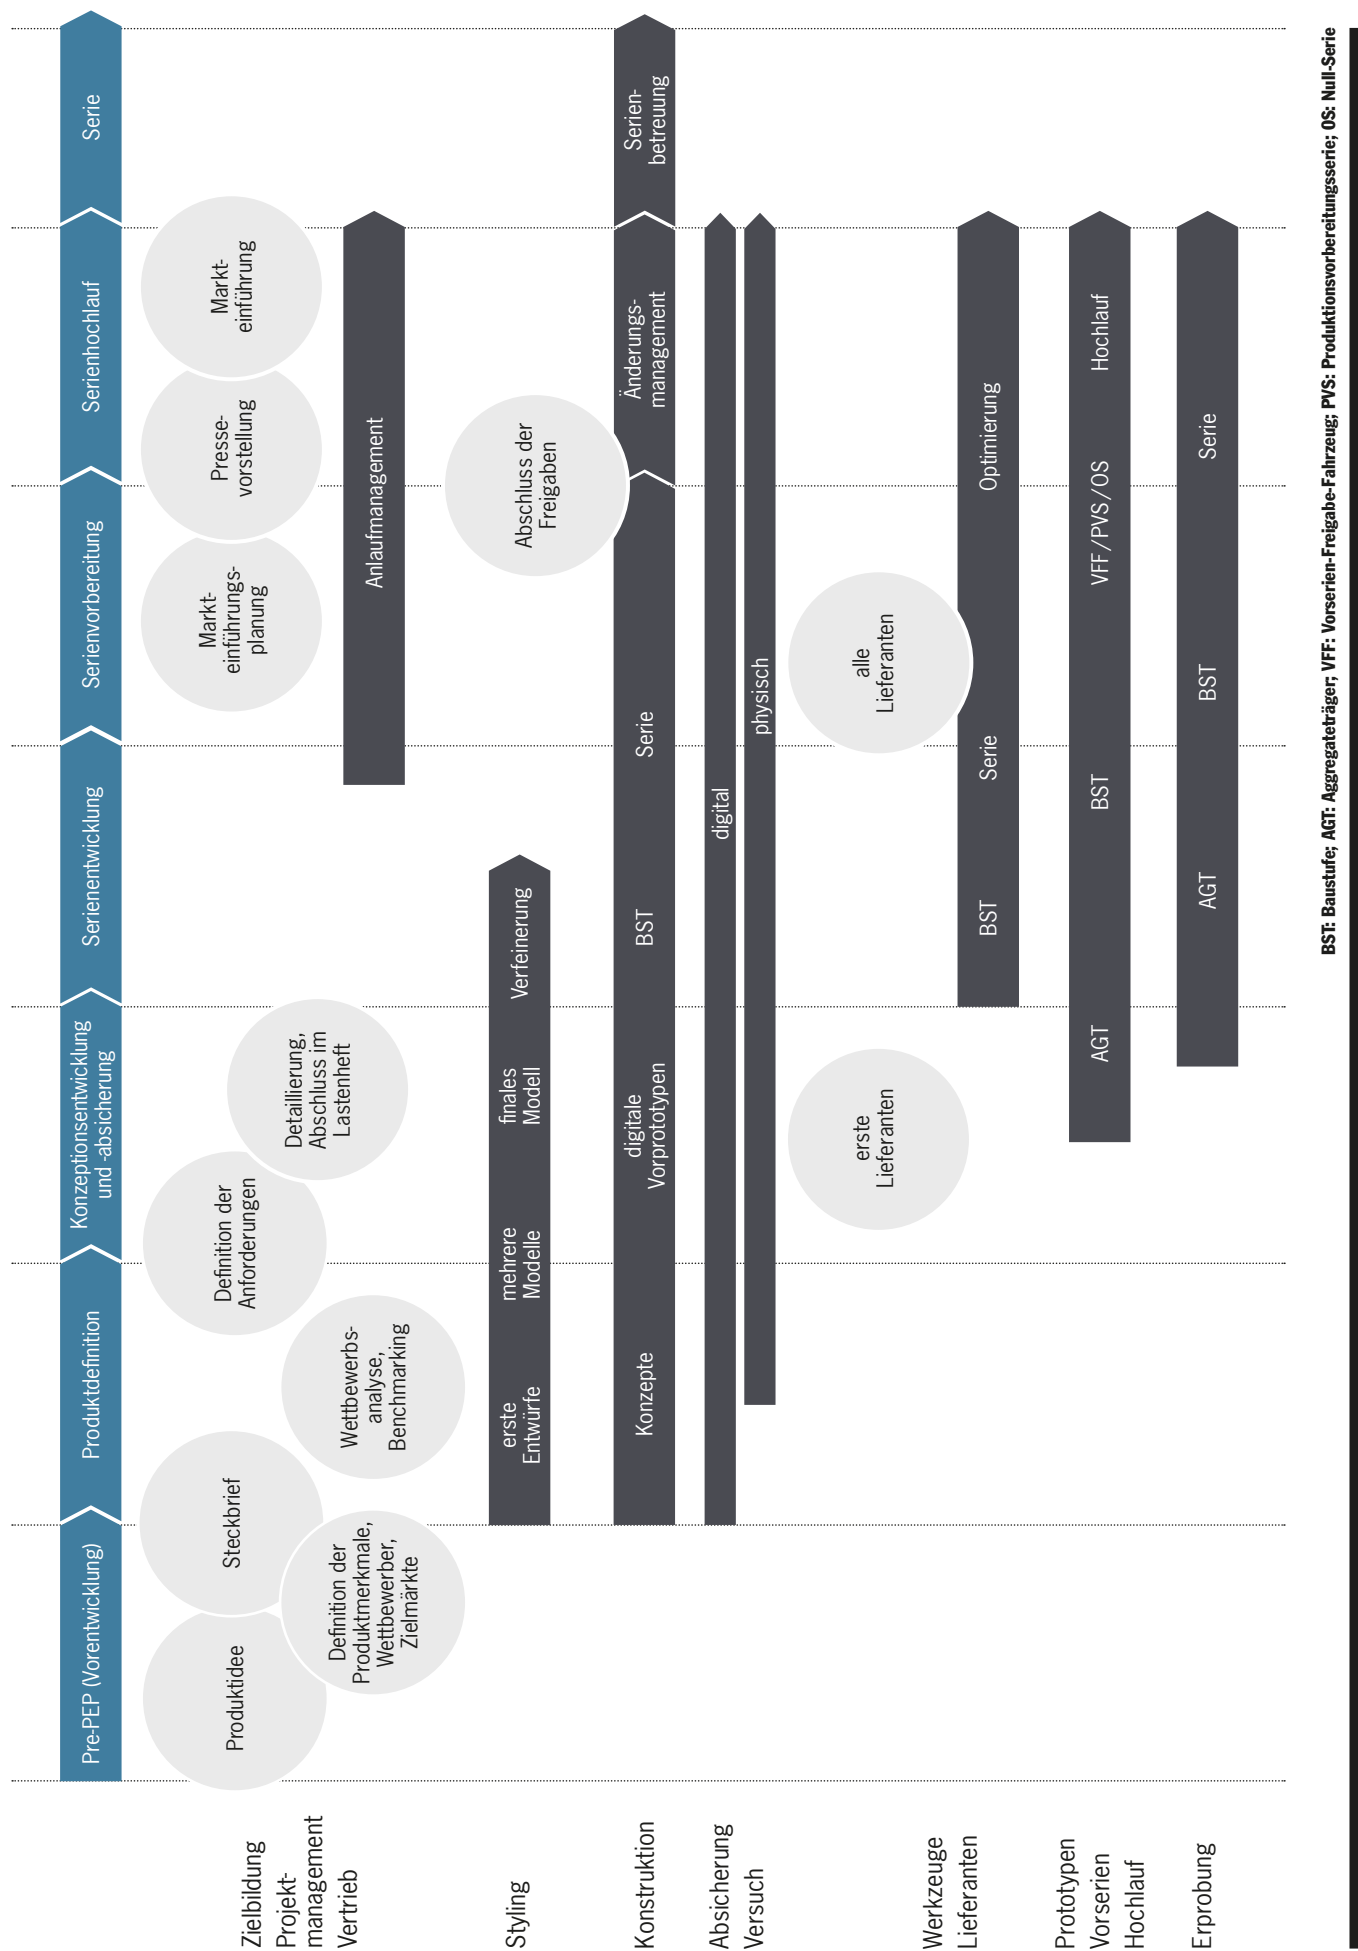 Pre-PEP (Vorentwicklung)
Produktdefinition
Konzeptionsentwicklung
und -absicherung
Serienentwicklung
Serienvorbereitung
Serienhochlauf
Serie
Zielbildung
Projekt-
management
Vertrieb
Produktidee
Steckbrief
Definition der
Produktmerkmale,
Wettbewerber,
Zielmärkte
Wettbewerbs-
analyse,
Benchmarking
Definition der
Anforderungen
Detaillierung,
Abschluss im
Lastenheft
Markt-
einführungs-
planung
Presse-
vorstellung
Markt-
einführung
Anlaufmanagement
Styling
erste
Entwürfe
mehrere
Modelle
finales
Modell
Verfeinerung
Abschluss der
Freigaben
Konstruktion
Konzepte
digitale
Vorprototypen
BST
Serie
Änderungs-
management
Serien-
betreuung
Absicherung
Versuch
digital
physisch
Werkzeuge
Lieferanten
erste
Lieferanten
alle
Lieferanten
BST
Serie
Optimierung
Prototypen
Vorserien
Hochlauf
AGT
BST
VFF/PVS/OS
Hochlauf
Erprobung
AGT
BST
Serie
BST: Baustufe; AGT: Aggregateträger; VFF: Vorserien-Freigabe-Fahrzeug; PVS: Produktionsvorbereitungsserie; OS: Null-Serie